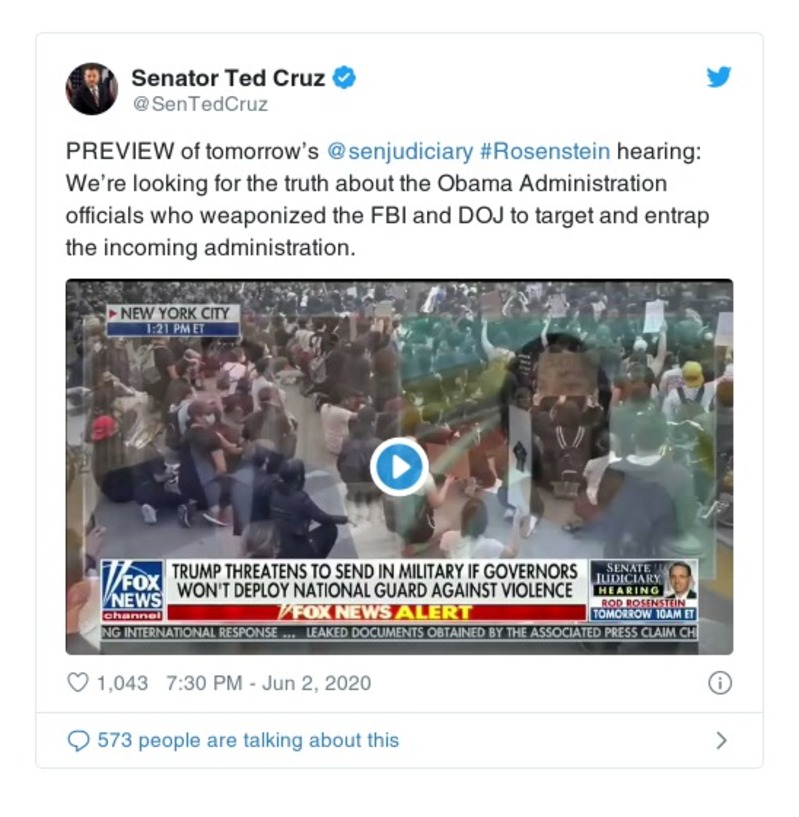 Senator Ted Cruz
@SenTedCruz
PREVIEW of tomorrow's @senjudiciary #Rosenstein hearing:
We're looking for the truth about the Obama Administration
officials who weaponized the FBI and DOJ to target and entrap
the incoming administration.
NEW YORK CITY
1:21 PM ET
FOX
NEWS
channel
TRUMP THREATENS TO SEND IN MILITARY IF GOVERNORS
WON'T DEPLOY NATIONAL GUARD AGAINST VIOLENCE
FOX NEWS ALERT
SENATE
JUDICIARY
HEARING
ROD ROSENSTEIN
TOMORROW 10AM ET
NG INTERNATIONAL RESPONSE ... LEAKED DOCUMENTS OBTAINED BY THE ASSOCIATED PRESS CLAIM CH
1,043 7:30 PM - Jun 2, 2020
573 people are talking about this